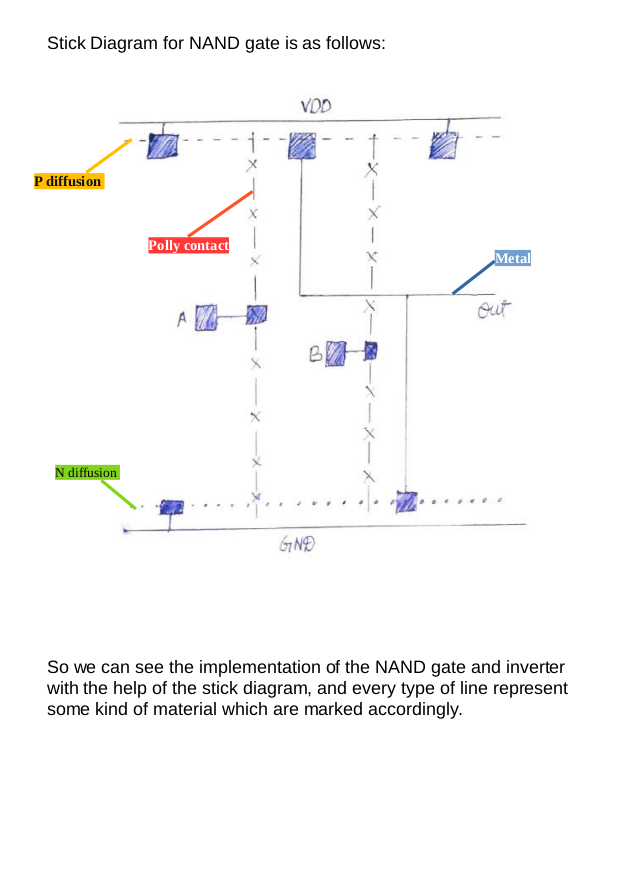 Stick Diagram for NAND gate is as follows:
VDD
P diffusion
Polly contact
Metal
Out
A
B
N diffusion
GND
So we can see the implementation of the NAND gate and inverter
with the help of the stick diagram, and every type of line represent
some kind of material which are marked accordingly.